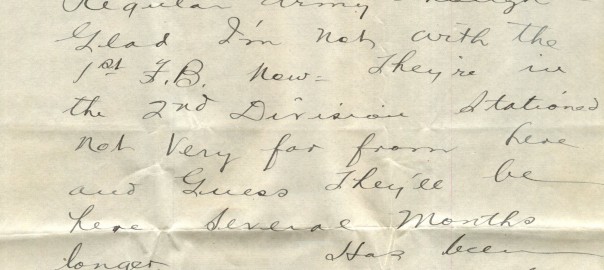 Regular Army - 
Glad I'm not with the
1st F.B. Now = They're in
the 2nd Division Stationed
not Very far from here
and Guess They'll be
here Several Months
longer. Has been